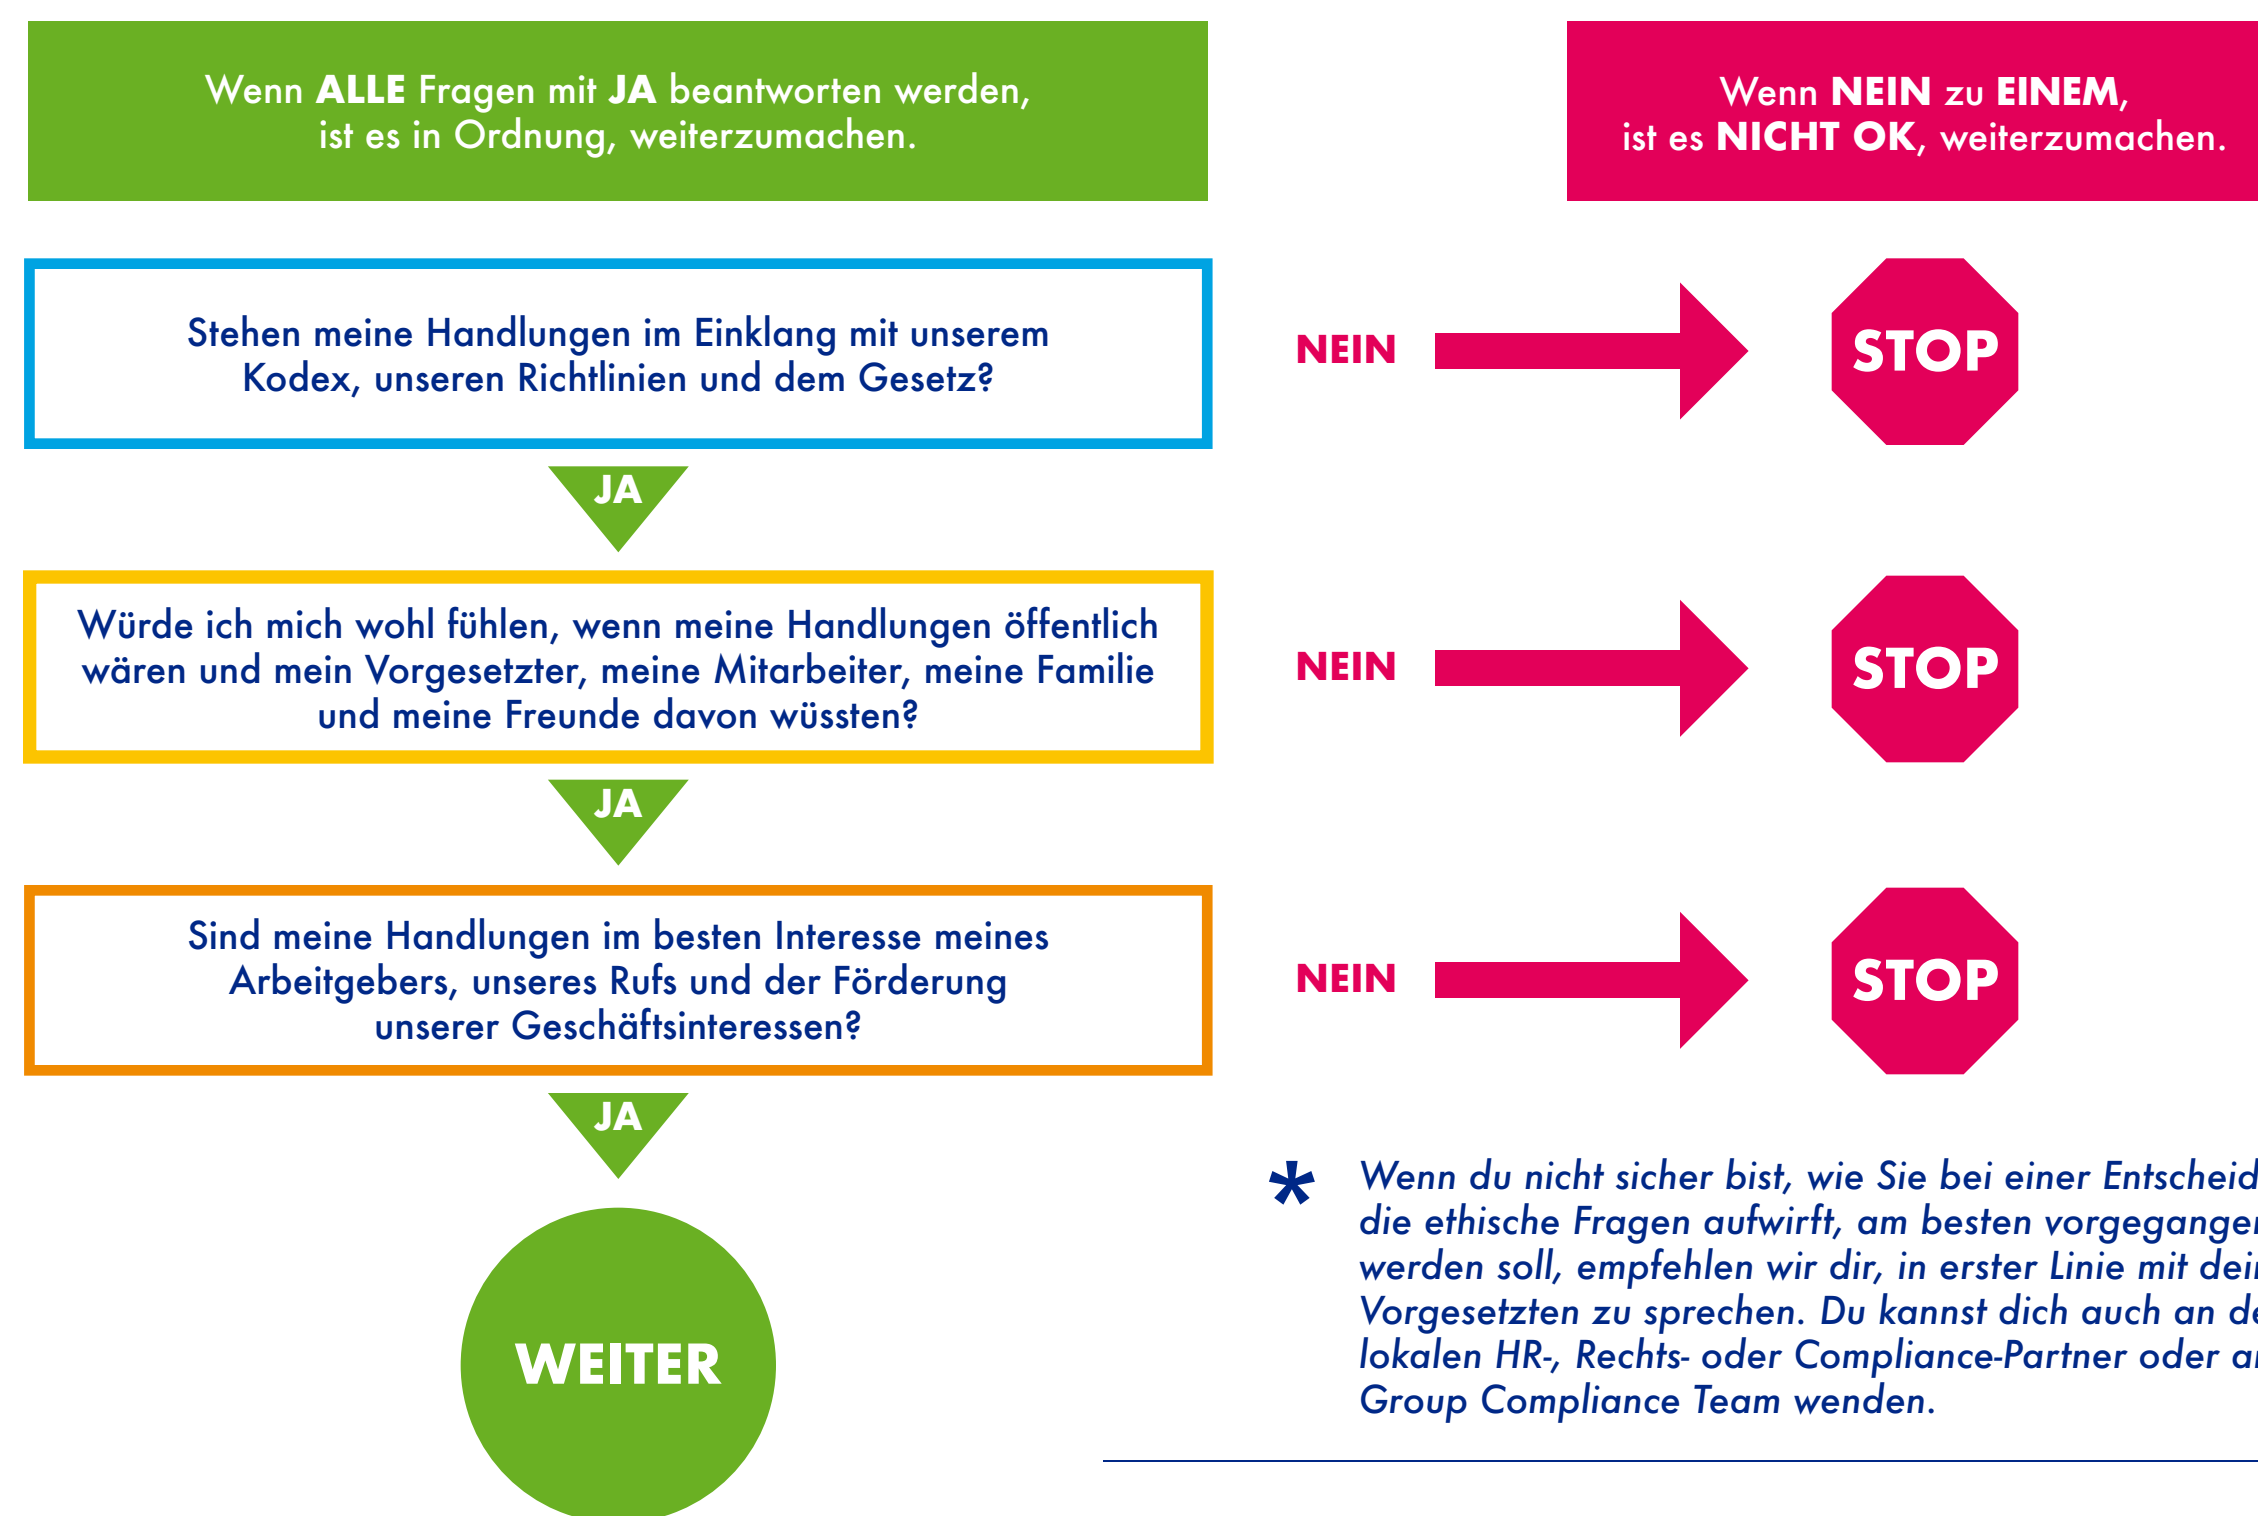 Wenn ALLE Fragen mit JA beantworten werden,
ist es in Ordnung, weiterzumachen.
Wenn NEIN zu EINEM,
ist es NICHT OK, weiterzumachen.
Stehen meine Handlungen im Einklang mit unserem
Kodex, unseren Richtlinien und dem Gesetz?
NEIN
STOP
JA
Würde ich mich wohl fühlen, wenn meine Handlungen öffentlich
wären und mein Vorgesetzter, meine Mitarbeiter, meine Familie
und meine Freunde davon wüssten?
NEIN
STOP
JA
Sind meine Handlungen im besten Interesse meines
Arbeitgebers, unseres Rufs und der Förderung
unserer Geschäftsinteressen?
NEIN
STOP
JA
WEITER
* Wenn du nicht sicher bist, wie Sie bei einer
die ethische Fragen aufwirft, am besten
werden soll, empfehlen wir dir, in erster Linie mit
Vorgesetzten zu sprechen. Du kannst dich auch an
lokalen HR-, Rechts- oder Compliance-Partner oder
Group Compliance Team wenden.